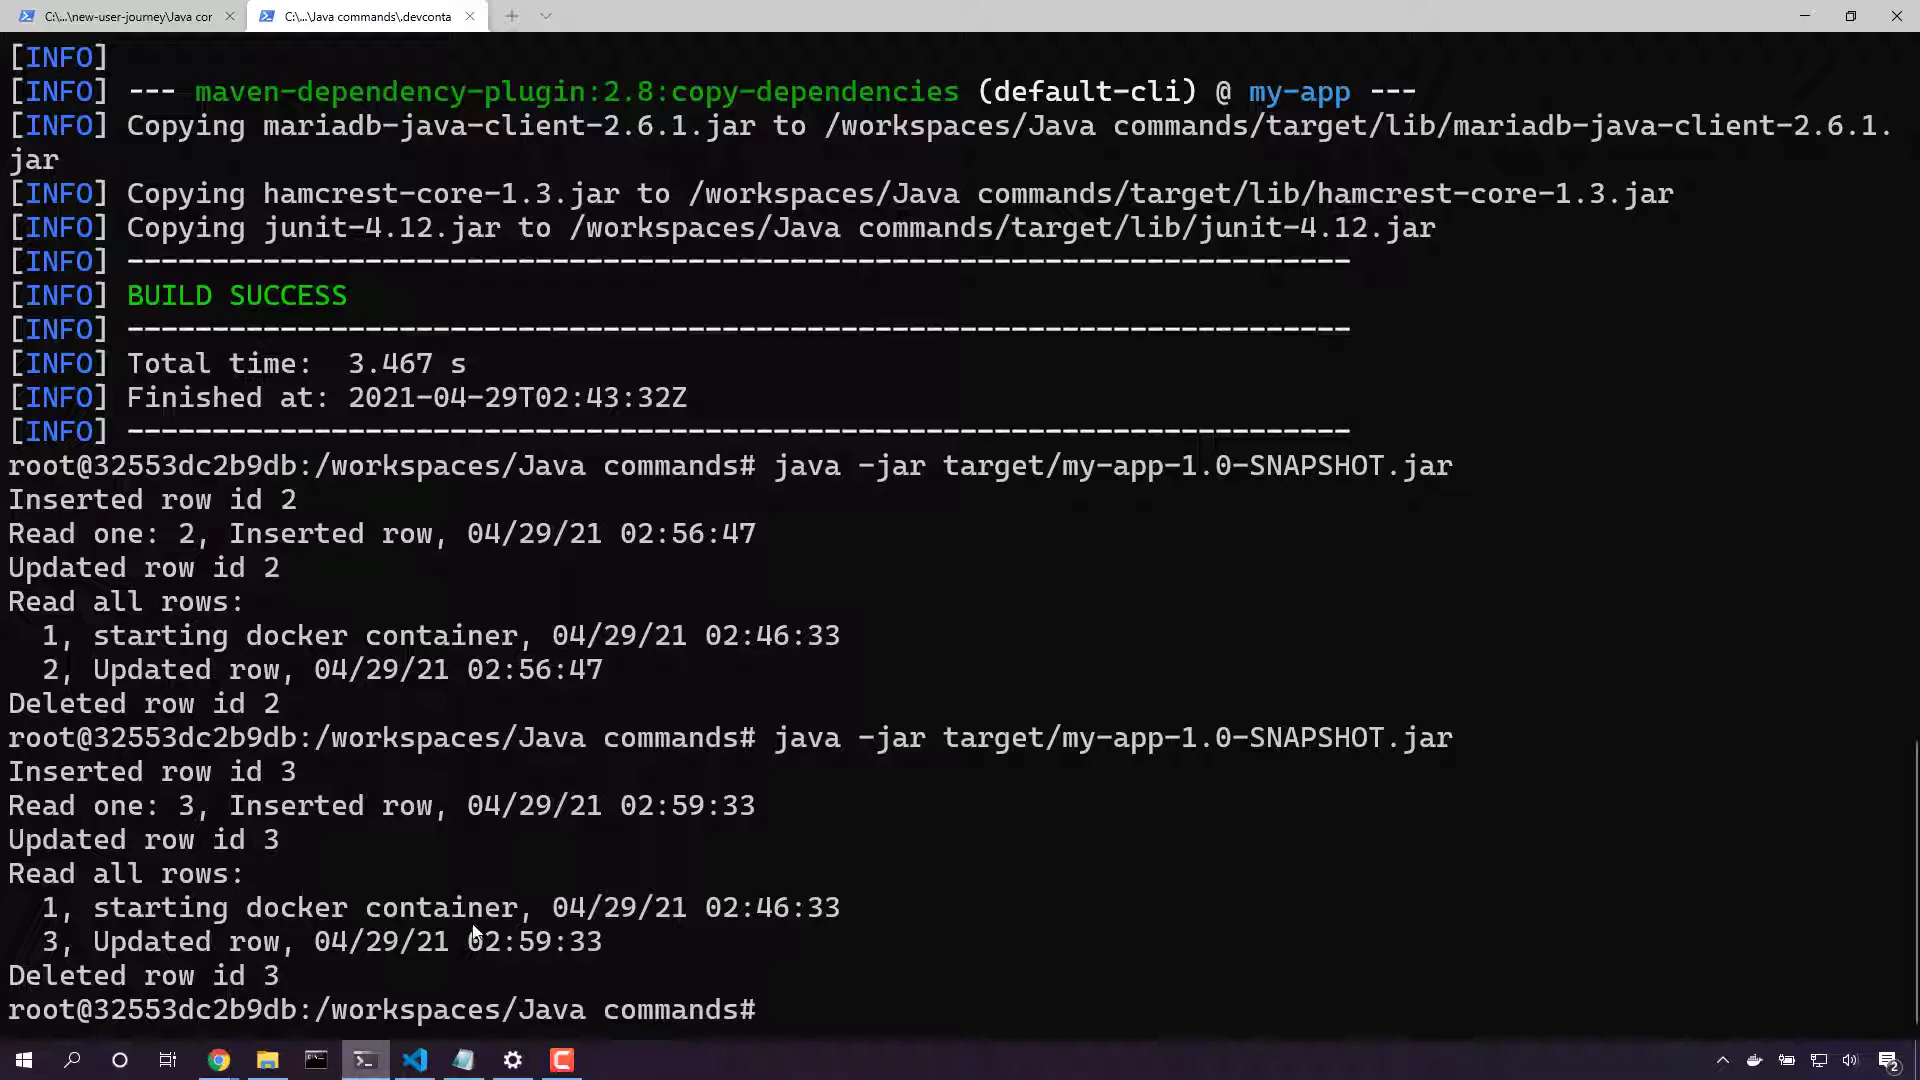 C:\...\new-user-journey\Java cor
C:\...\Java commands\.devconta
[INFO]
[INFO] --- maven-dependency-plugin:2.8:copy-dependencies (default-cli) @ my-app ---
[INFO] Copying mariadb-java-client-2.6.1.jar to /workspaces/Java commands/target/lib/mariadb-java-client-2.6.1.
jar
[INFO] Copying hamcrest-core-1.3.jar to /workspaces/Java commands/target/lib/hamcrest-core-1.3.jar
[INFO] Copying junit-4.12.jar to /workspaces/Java commands/target/lib/junit-4.12.jar
[INFO] ------------------------------------------------------------------------
[INFO] BUILD SUCCESS
[INFO] ------------------------------------------------------------------------
[INFO] Total time:  3.467 s
[INFO] Finished at: 2021-04-29T02:43:32Z
[INFO] ------------------------------------------------------------------------
root@32553dc2b9db:/workspaces/Java commands# java -jar target/my-app-1.0-SNAPSHOT.jar
Inserted row id 2
Read one: 2, Inserted row, 04/29/21 02:56:47
Updated row id 2
Read all rows:
  1, starting docker container, 04/29/21 02:46:33
  2, Updated row, 04/29/21 02:56:47
Deleted row id 2
root@32553dc2b9db:/workspaces/Java commands# java -jar target/my-app-1.0-SNAPSHOT.jar
Inserted row id 3
Read one: 3, Inserted row, 04/29/21 02:59:33
Updated row id 3
Read all rows:
  1, starting docker container, 04/29/21 02:46:33
  3, Updated row, 04/29/21 02:59:33
Deleted row id 3
root@32553dc2b9db:/workspaces/Java commands#
2